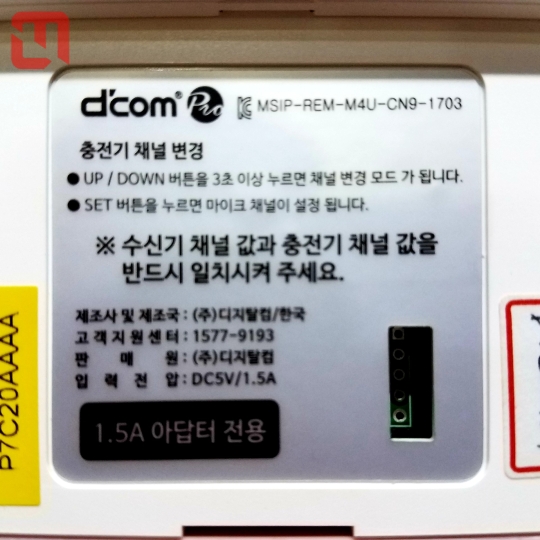 d'com® Pro MSIP-REM-M4U-CN9-1703
충전기 채널 변경
● UP / DOWN 버튼을 3초 이상 누르면 채널 변경 모드 가 됩니다.
● SET 버튼을 누르면 마이크 채널이 설정 됩니다.
※ 수신기 채널 값과 충전기 채널 값을
반드시 일치시켜 주세요.
제조사 및 제조국 : (주)디지탈컴/한국
고객지원센터 : 1577-9193
판 매 원 : (주)디지탈컴
입 력 전 압 : DC5V/1.5A
1.5A 아답터 전용
P7C20AAAA